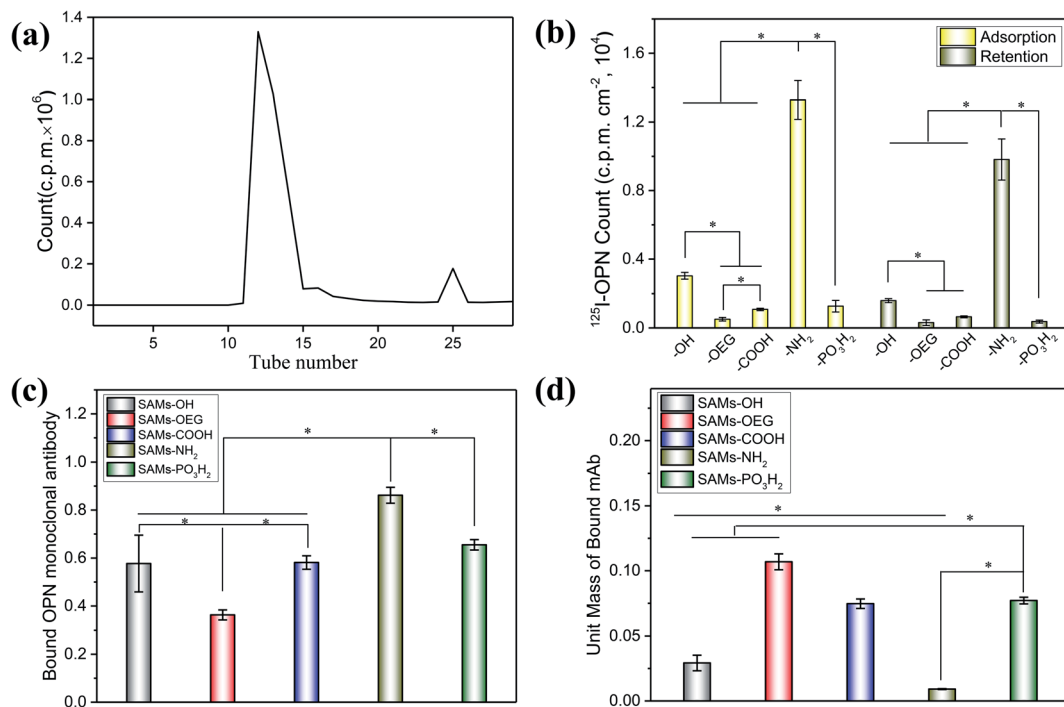 (a)
Count(c.p.m.×10⁶)
1.4
1.2
1.0
0.8
0.6
0.4
0.2
0.0
5
10
15
20
25
Tube number
(b)
¹²⁵I-OPN Count (c.p.m. cm⁻², 10⁴)
1.6
1.2
0.8
0.4
0.0
Adsorption
Retention
* *
* *
*
*
*
-OH
-OEG
-COOH
-NH₂
-PO₃H₂
-OH
-OEG
-COOH
-NH₂
-PO₃H₂
(c)
Bound OPN monoclonal antibody
1.2
1.0
0.8
0.6
0.4
0.2
0.0
SAMs-OH
SAMs-OEG
SAMs-COOH
SAMs-NH₂
SAMs-PO₃H₂
* *
* *
(d)
Unit Mass of Bound mAb
0.20
0.15
0.10
0.05
0.00
SAMs-OH
SAMs-OEG
SAMs-COOH
SAMs-NH₂
SAMs-PO₃H₂
*
*
*